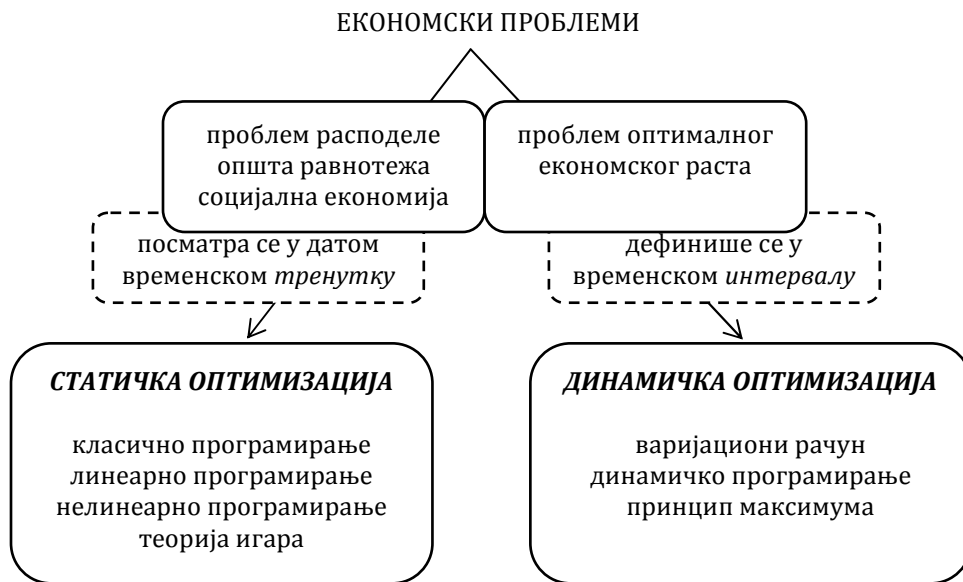 ЕКОНОМСКИ ПРОБЛЕМИ
проблем расподеле
општа равнотежа
социјална економија
проблем оптималног
економског раста
посматра се у датом
временском тренутку
дефинише се у
временском интервалу
СТАТИЧКА ОПТИМИЗАЦИЈА
класично програмирање
линеарно програмирање
нелинеарно програмирање
теорија игара
ДИНАМИЧКА ОПТИМИЗАЦИЈА
варијациони рачун
динамичко програмирање
принцип максимума